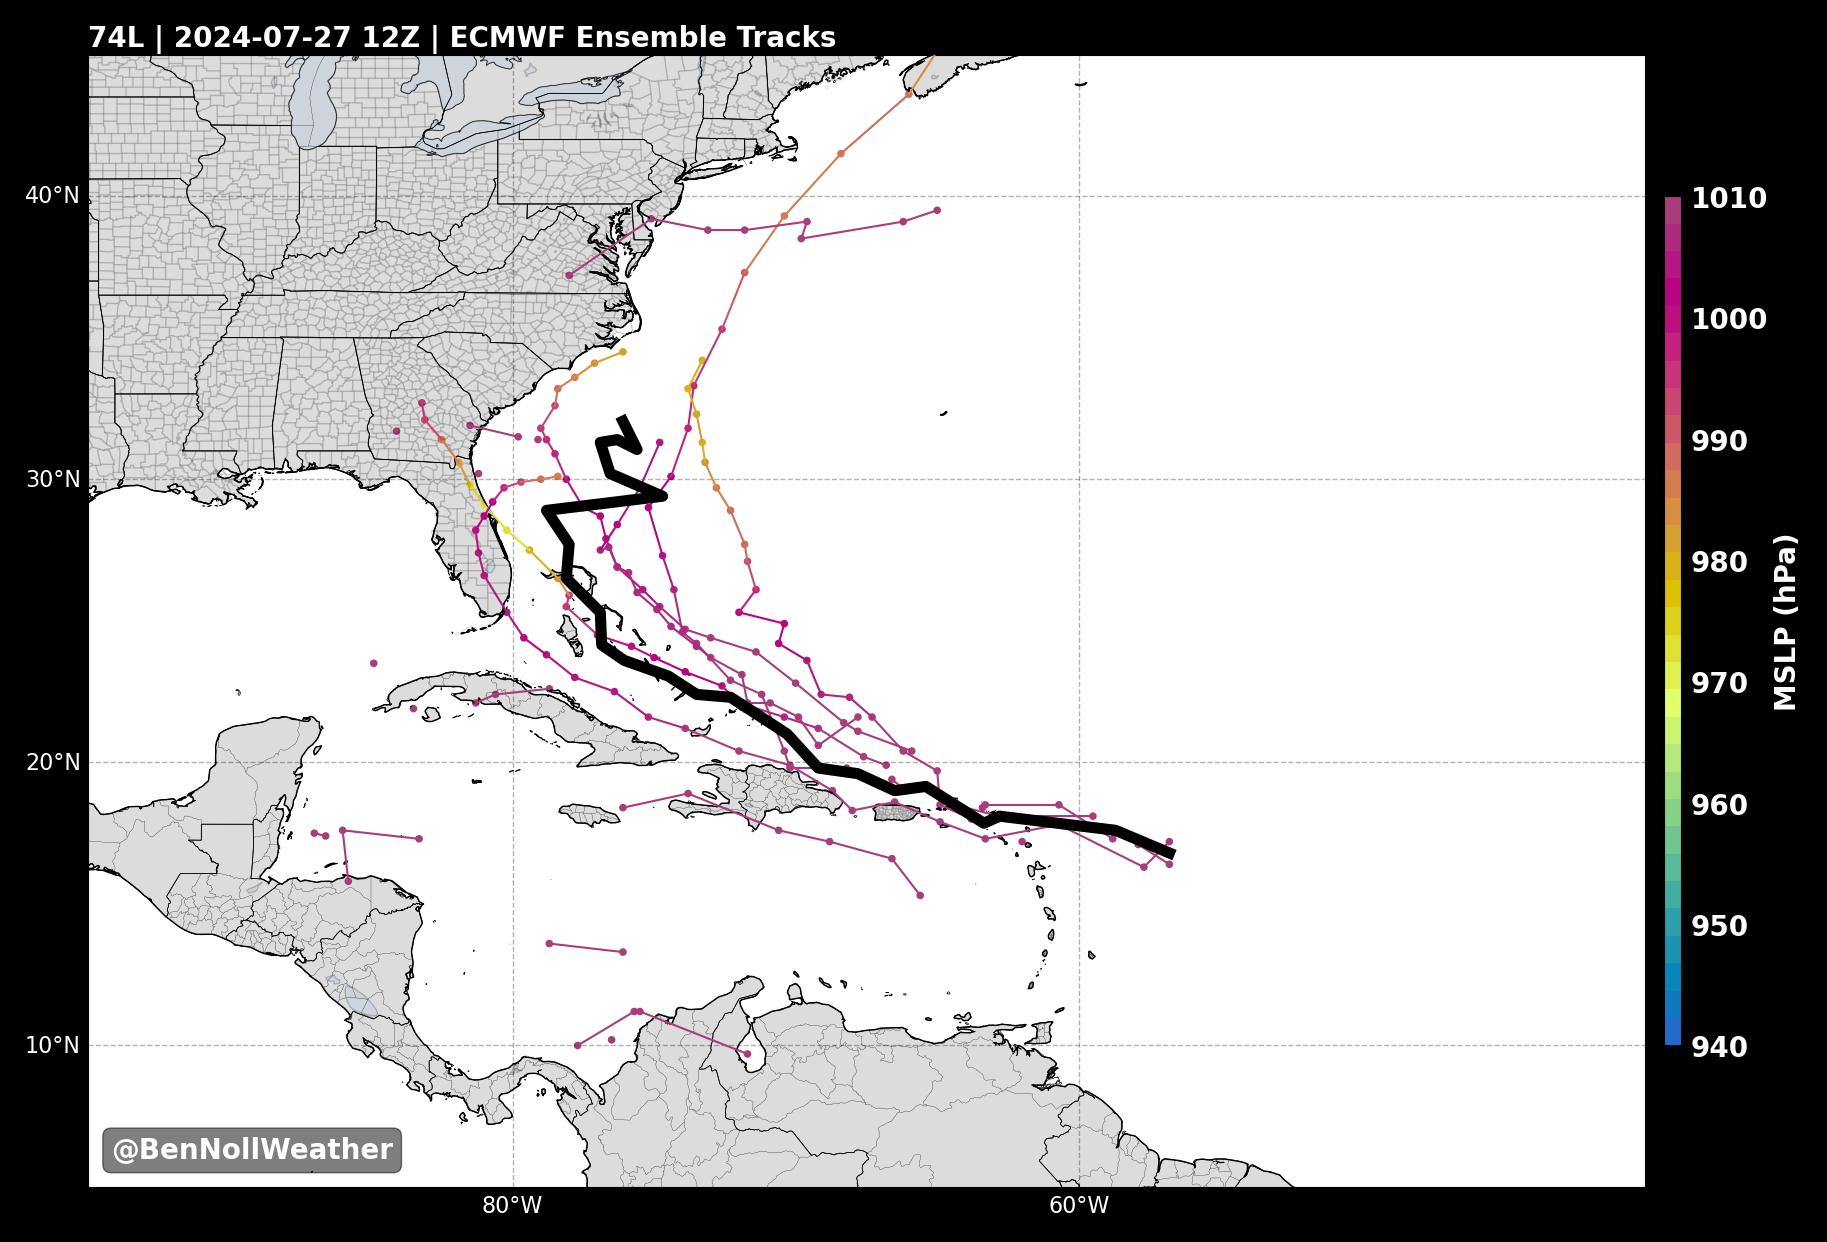 74L | 2024-07-27 12Z | ECMWF Ensemble Tracks
40°N
30°N
20°N
10°N
80°W
60°W
1010
1000
990
980
970
960
950
940
MSLP (hPa)
@BenNollWeather